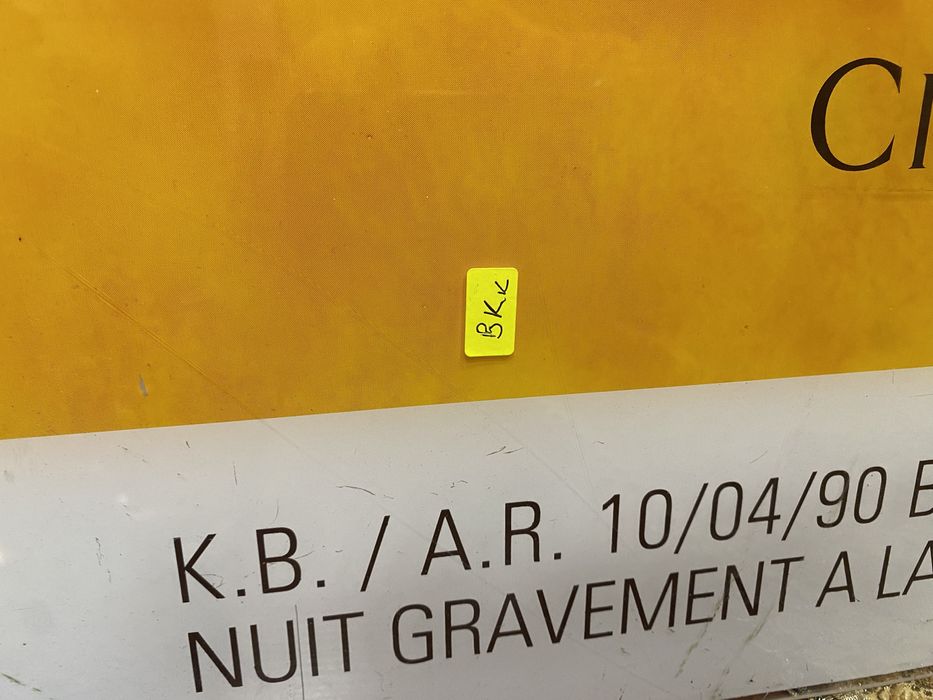 BKK
K.B. / A.R. 10/04/90
NUIT GRAVEMENT A LA